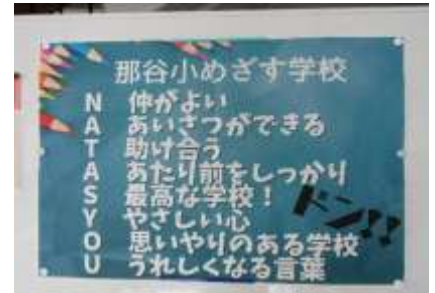 那谷小めざす学校
N 仲がよい
A あいさつができる
T 助け合う
A あたり前をしっかり
S 最高な学校！
Y やさしい心
O 思いやりのある学校
U うれしくなる言葉
ドン!!